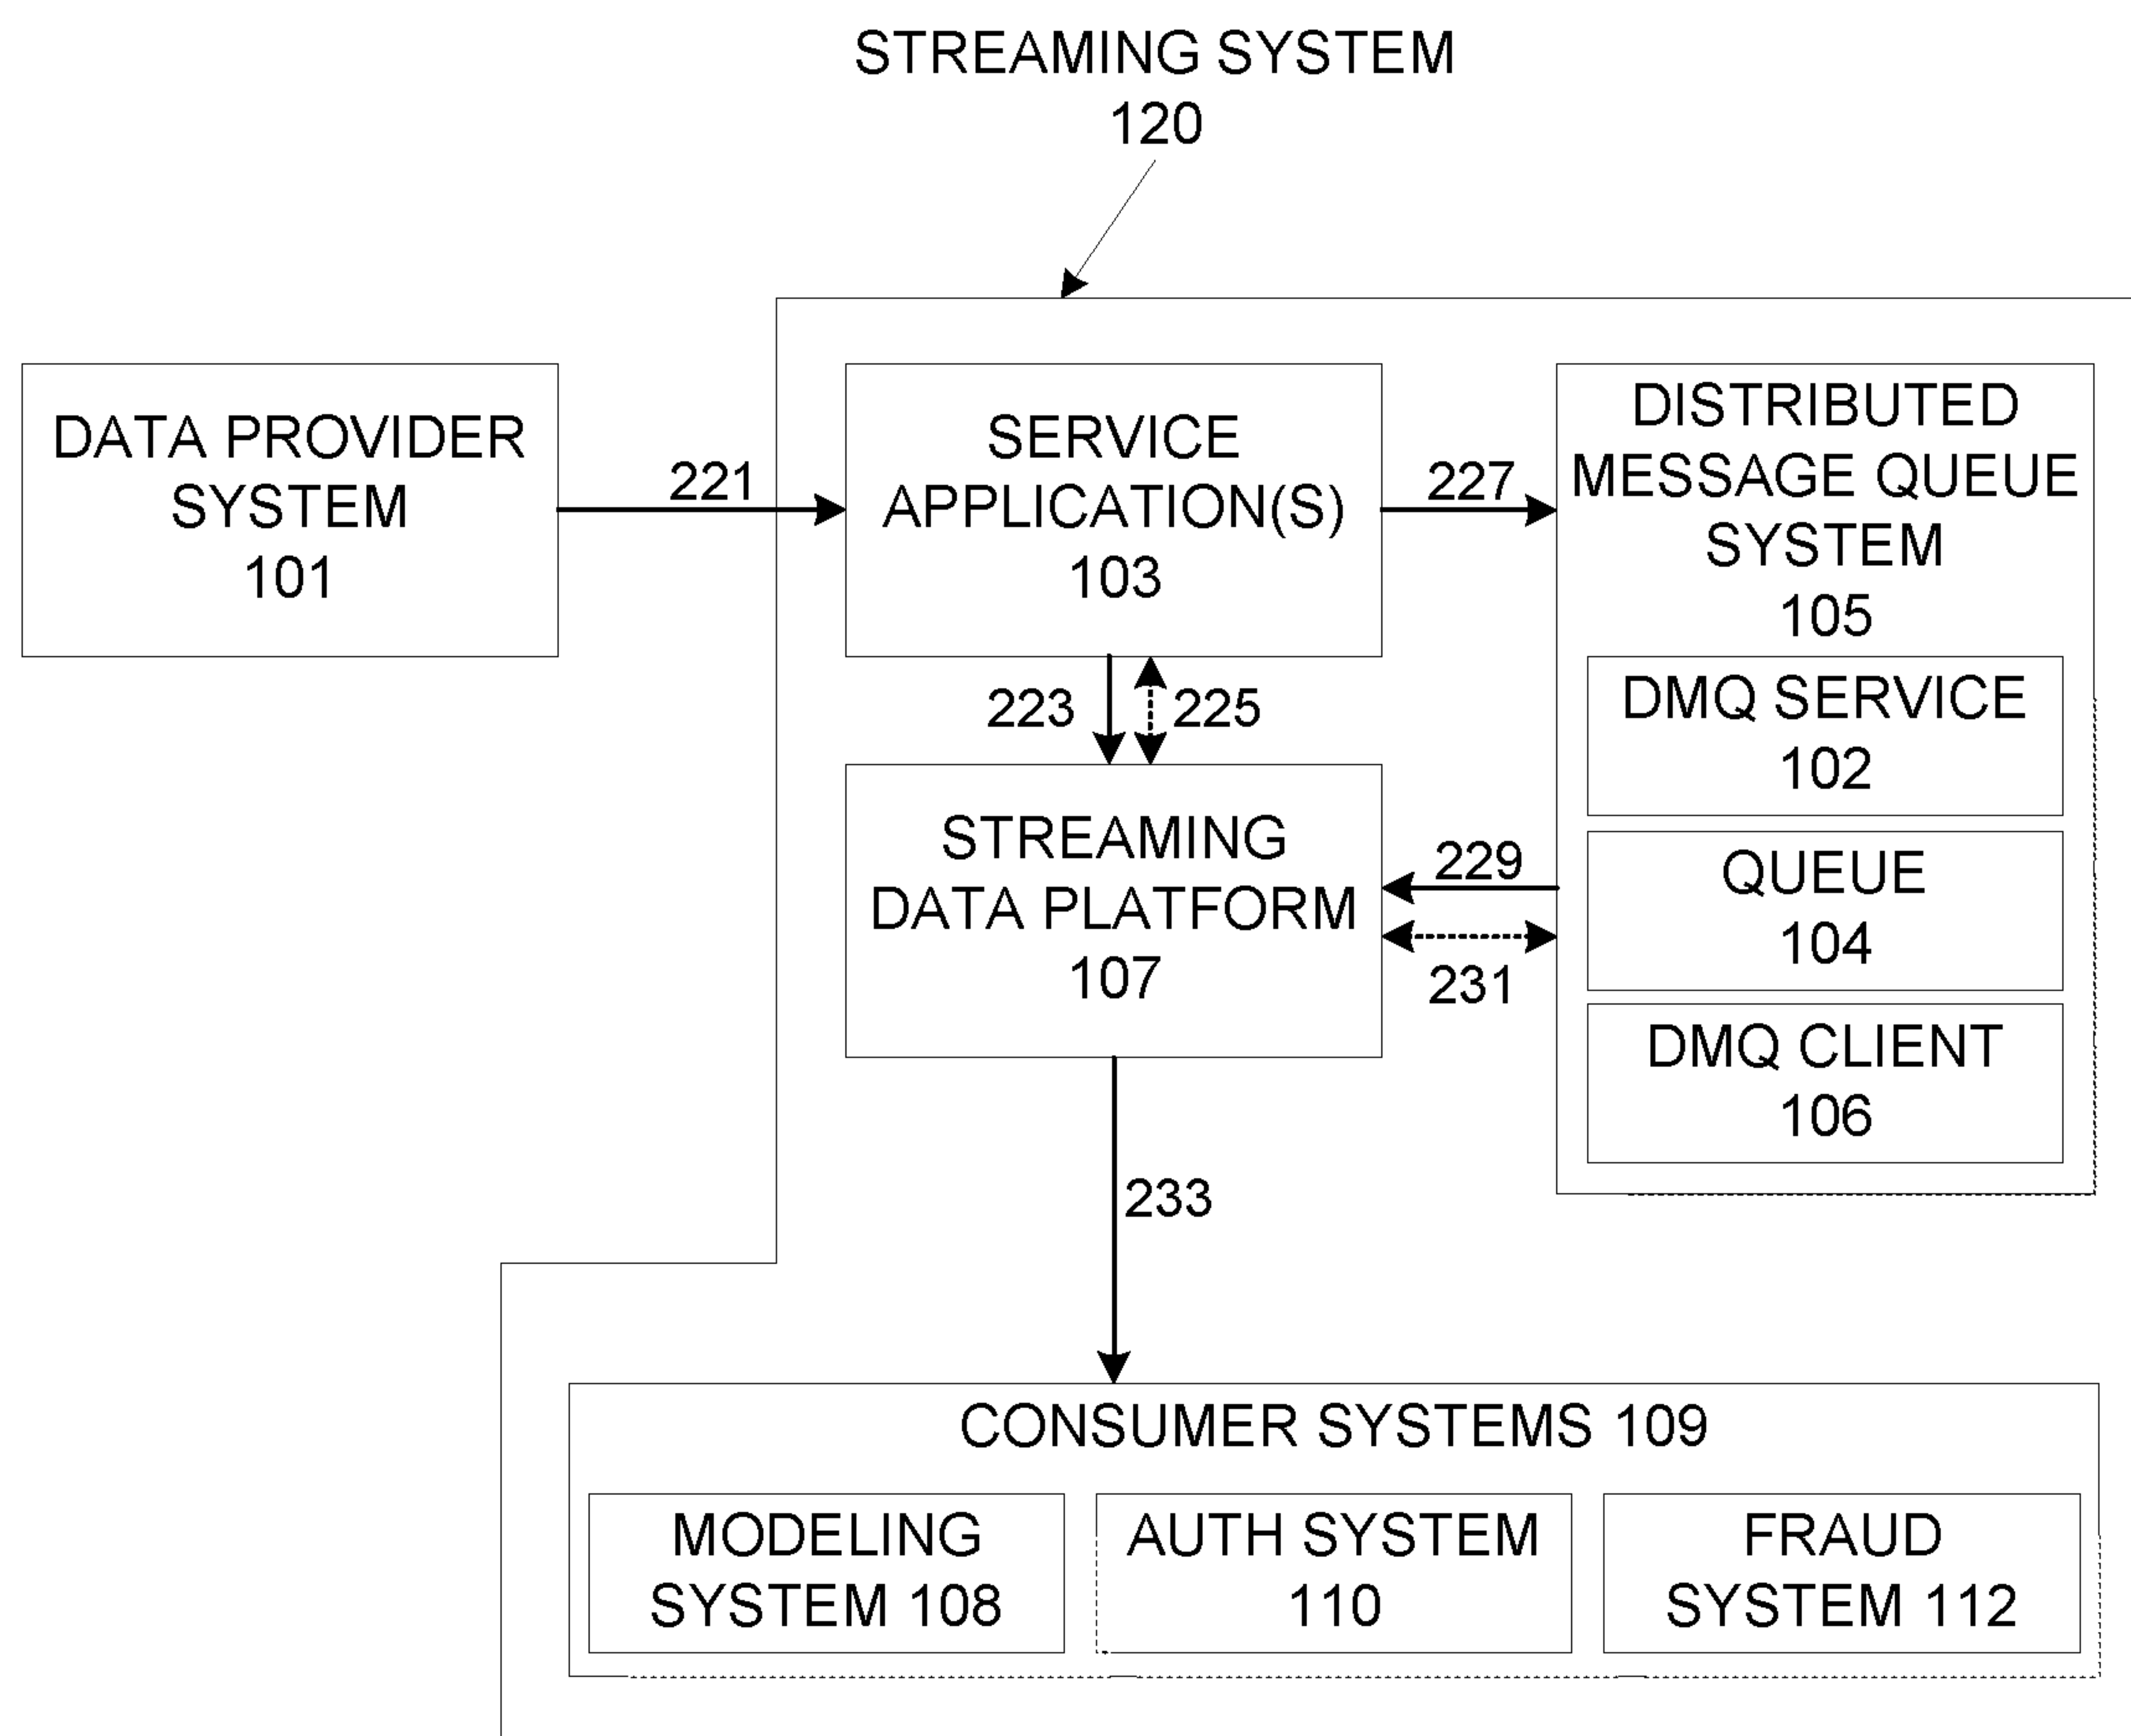 STREAMING SYSTEM
120
DATA PROVIDER
SYSTEM
101
221
SERVICE
APPLICATION(S)
103
227
DISTRIBUTED
MESSAGE QUEUE
SYSTEM
105
DMQ SERVICE
102
QUEUE
104
DMQ CLIENT
106
223
225
STREAMING
DATA PLATFORM
107
229
231
233
CONSUMER SYSTEMS 109
MODELING
SYSTEM 108
AUTH SYSTEM
110
FRAUD
SYSTEM 112